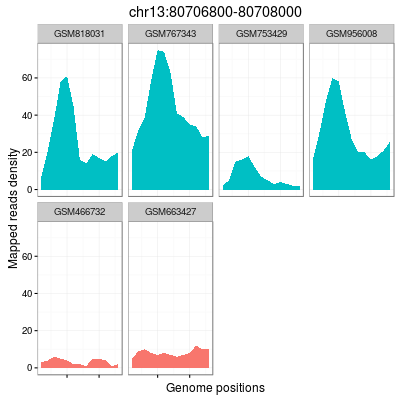 chr13:80706800-80708000
GSM818031 GSM767343 GSM753429 GSM956008
60
40
20
0
GSM466732 GSM663427
60
40
20
0
Mapped reads density
Genome positions